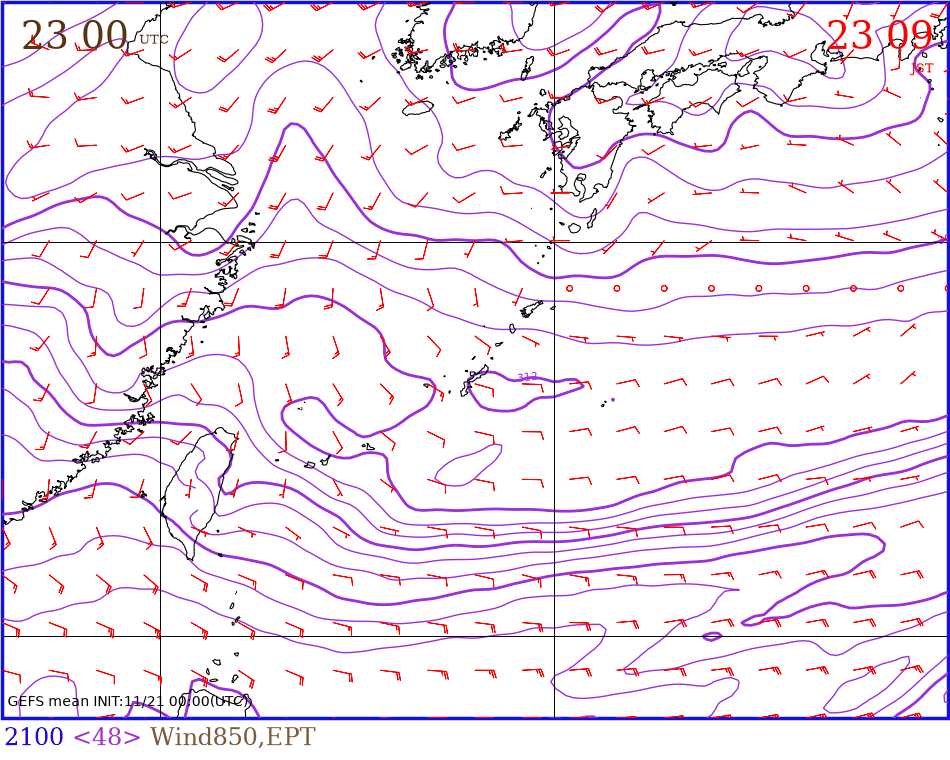 23 00 UTC 23 09
JST
312
GEFS mean INIT:11/21 00:00(UTC)
2100 <48> Wind850,EPT